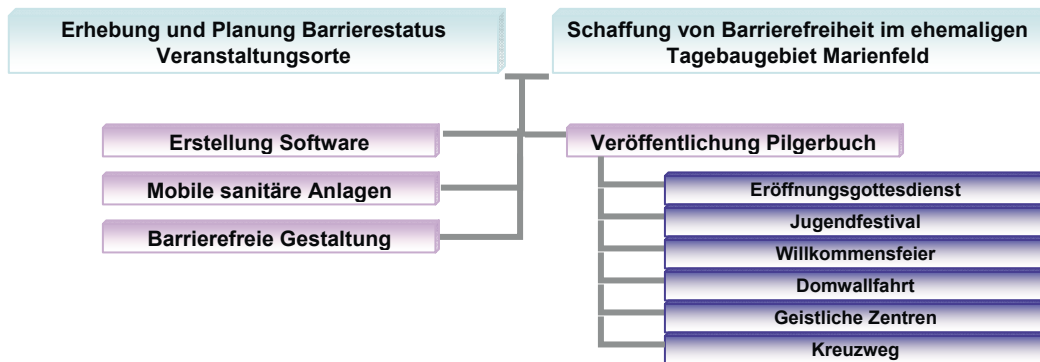 Erhebung und Planung Barrierestatus
Veranstaltungsorte
Schaffung von Barrierefreiheit im ehemaligen
Tagebaugebiet Marienfeld
Erstellung Software
Mobile sanitäre Anlagen
Barrierefreie Gestaltung
Veröffentlichung Pilgerbuch
Eröffnungsgottesdienst
Jugendfestival
Willkommensfeier
Domwallfahrt
Geistliche Zentren
Kreuzweg